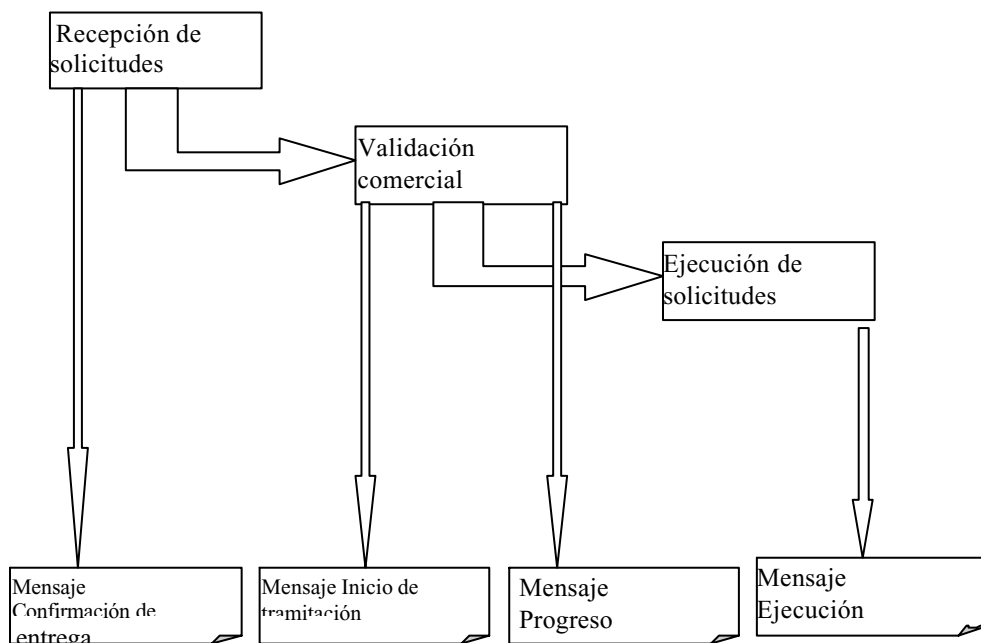 Recepción de
solicitudes
Validación
comercial
Ejecución de
solicitudes
Mensaje
Confirmación de
entrega
Mensaje Inicio de
tramitación
Mensaje
Progreso
Mensaje
Ejecución